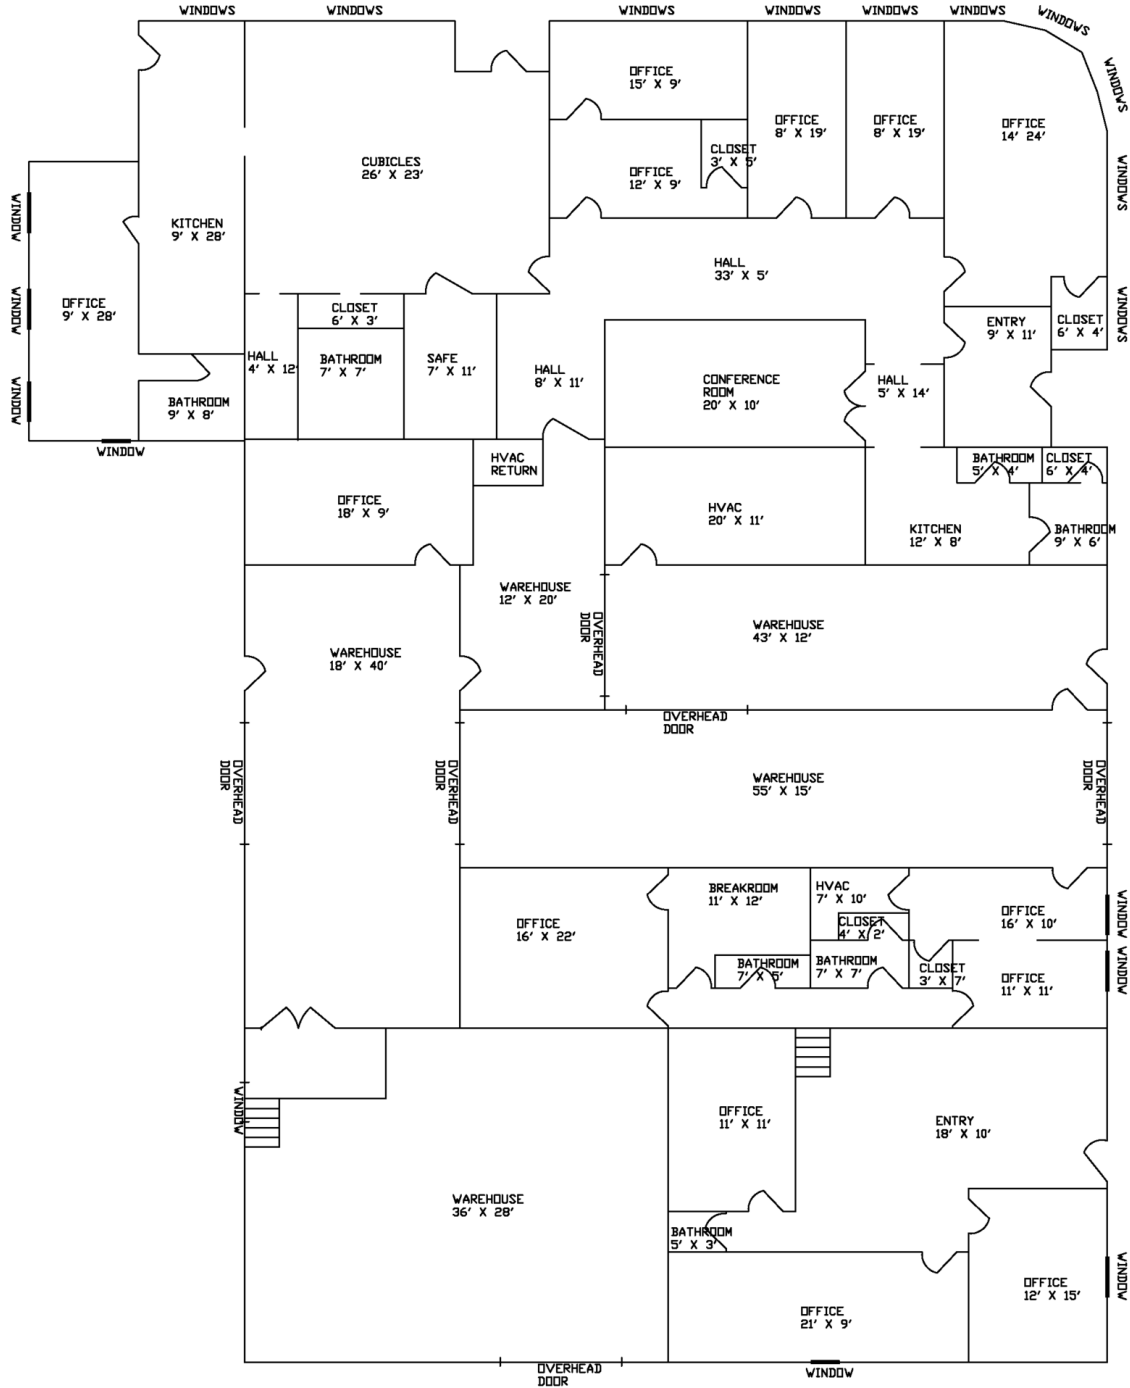 WINDOWS
WINDOWS
WINDOWS
WINDOWS
WINDOWS
WINDOWS
WINDOWS
WINDOWS
OFFICE
15' X 9'
OFFICE
8' X 19'
OFFICE
8' X 19'
OFFICE
14' 24'
CLOSET
3' X 5'
CUBICLES
26' X 23'
OFFICE
12' X 9'
WINDOWS
WINDOW
KITCHEN
9' X 28'
HALL
33' X 5'
WINDOW
OFFICE
9' X 28'
CLOSET
6' X 3'
ENTRY
9' X 11'
CLOSET
6' X 4'
WINDOWS
HALL
4' X 12'
BATHROOM
7' X 7'
SAFE
7' X 11'
HALL
8' X 11'
CONFERENCE
ROOM
20' X 10'
HALL
5' X 14'
WINDOW
BATHROOM
9' X 8'
WINDOW
HVAC
RETURN
BATHROOM
5' X 4'
CLOSET
6' X 4'
OFFICE
18' X 9'
HVAC
20' X 11'
KITCHEN
12' X 8'
BATHROOM
9' X 6'
WAREHOUSE
12' X 20'
OVERHEAD
DOOR
WAREHOUSE
43' X 12'
WAREHOUSE
18' X 40'
OVERHEAD
DOOR
OVERHEAD
DOOR
OVERHEAD
DOOR
WAREHOUSE
55' X 15'
OVERHEAD
DOOR
BREAKROOM
11' X 12'
HVAC
7' X 10'
OFFICE
16' X 22'
CLOSET
4' X 2'
OFFICE
16' X 10'
WINDOW
BATHROOM
7' X 5'
BATHROOM
7' X 7'
CLOSET
3' X 7'
OFFICE
11' X 11'
WINDOW
WINDOW
OFFICE
11' X 11'
ENTRY
18' X 10'
WAREHOUSE
36' X 28'
BATHROOM
5' X 3'
OFFICE
12' X 15'
WINDOW
OFFICE
21' X 9'
OVERHEAD
DOOR
WINDOW